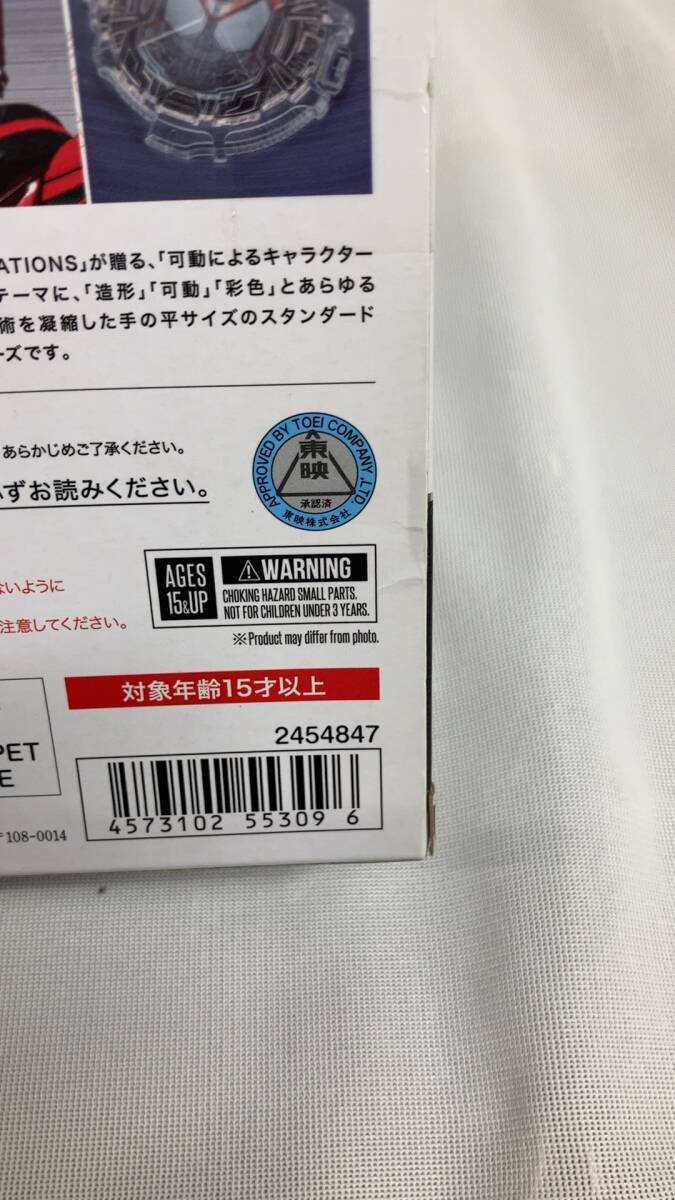 ATIONS」が贈る、「可動によるキャラクター
テーマに、「造形」「可動」「彩色」とあらゆる
術を凝縮した手の平サイズのスタンダード
ーズです。
あらかじめご了承ください。
ずお読みください。
APPROVED BY TOEI COMPANY ,LTD.
東映
承認済
東映株式会社
ないように
注意してください。
AGES
15&UP
⚠WARNING
CHOKING HAZARD SMALL PARTS.
NOT FOR CHILDREN UNDER 3 YEARS.
※Product may differ from photo.
対象年齢15才以上
PET
E
2454847
4573102 55309 6
〒108-0014